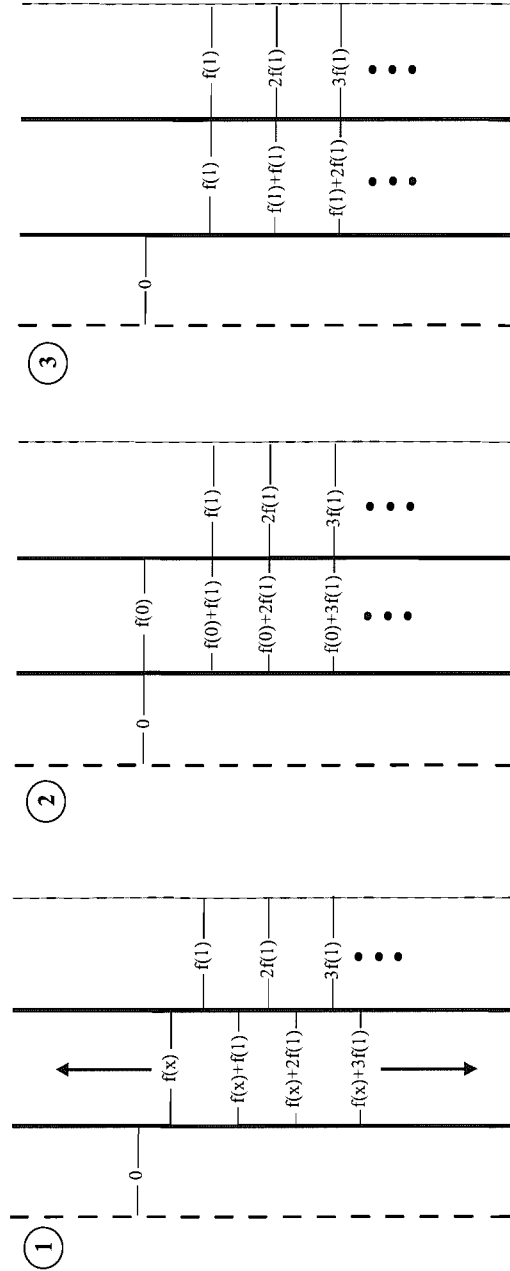 1
0
f(x)
f(x)+f(1)
f(x)+2f(1)
f(x)+3f(1)
f(1)
2f(1)
3f(1)
2
0
f(0)
f(0)+f(1)
f(0)+2f(1)
f(0)+3f(1)
f(1)
2f(1)
3f(1)
3
0
f(1)
f(1)+f(1)
f(1)+2f(1)
f(1)
2f(1)
3f(1)